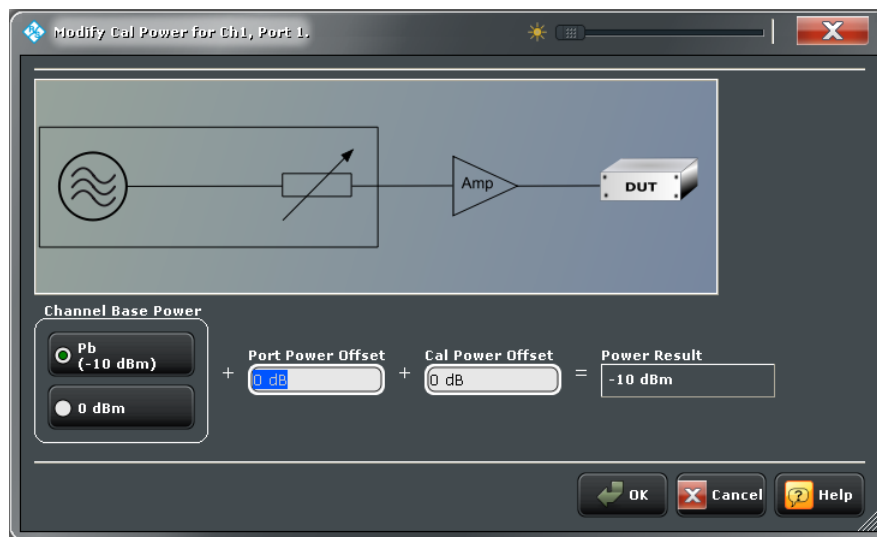 Modify Cal Power for Ch1, Port 1.
Amp
DUT
Channel Base Power
Pb
(-10 dBm)
0 dBm
+
Port Power Offset
0 dB
+
Cal Power Offset
0 dB
=
Power Result
-10 dBm
OK
Cancel
Help